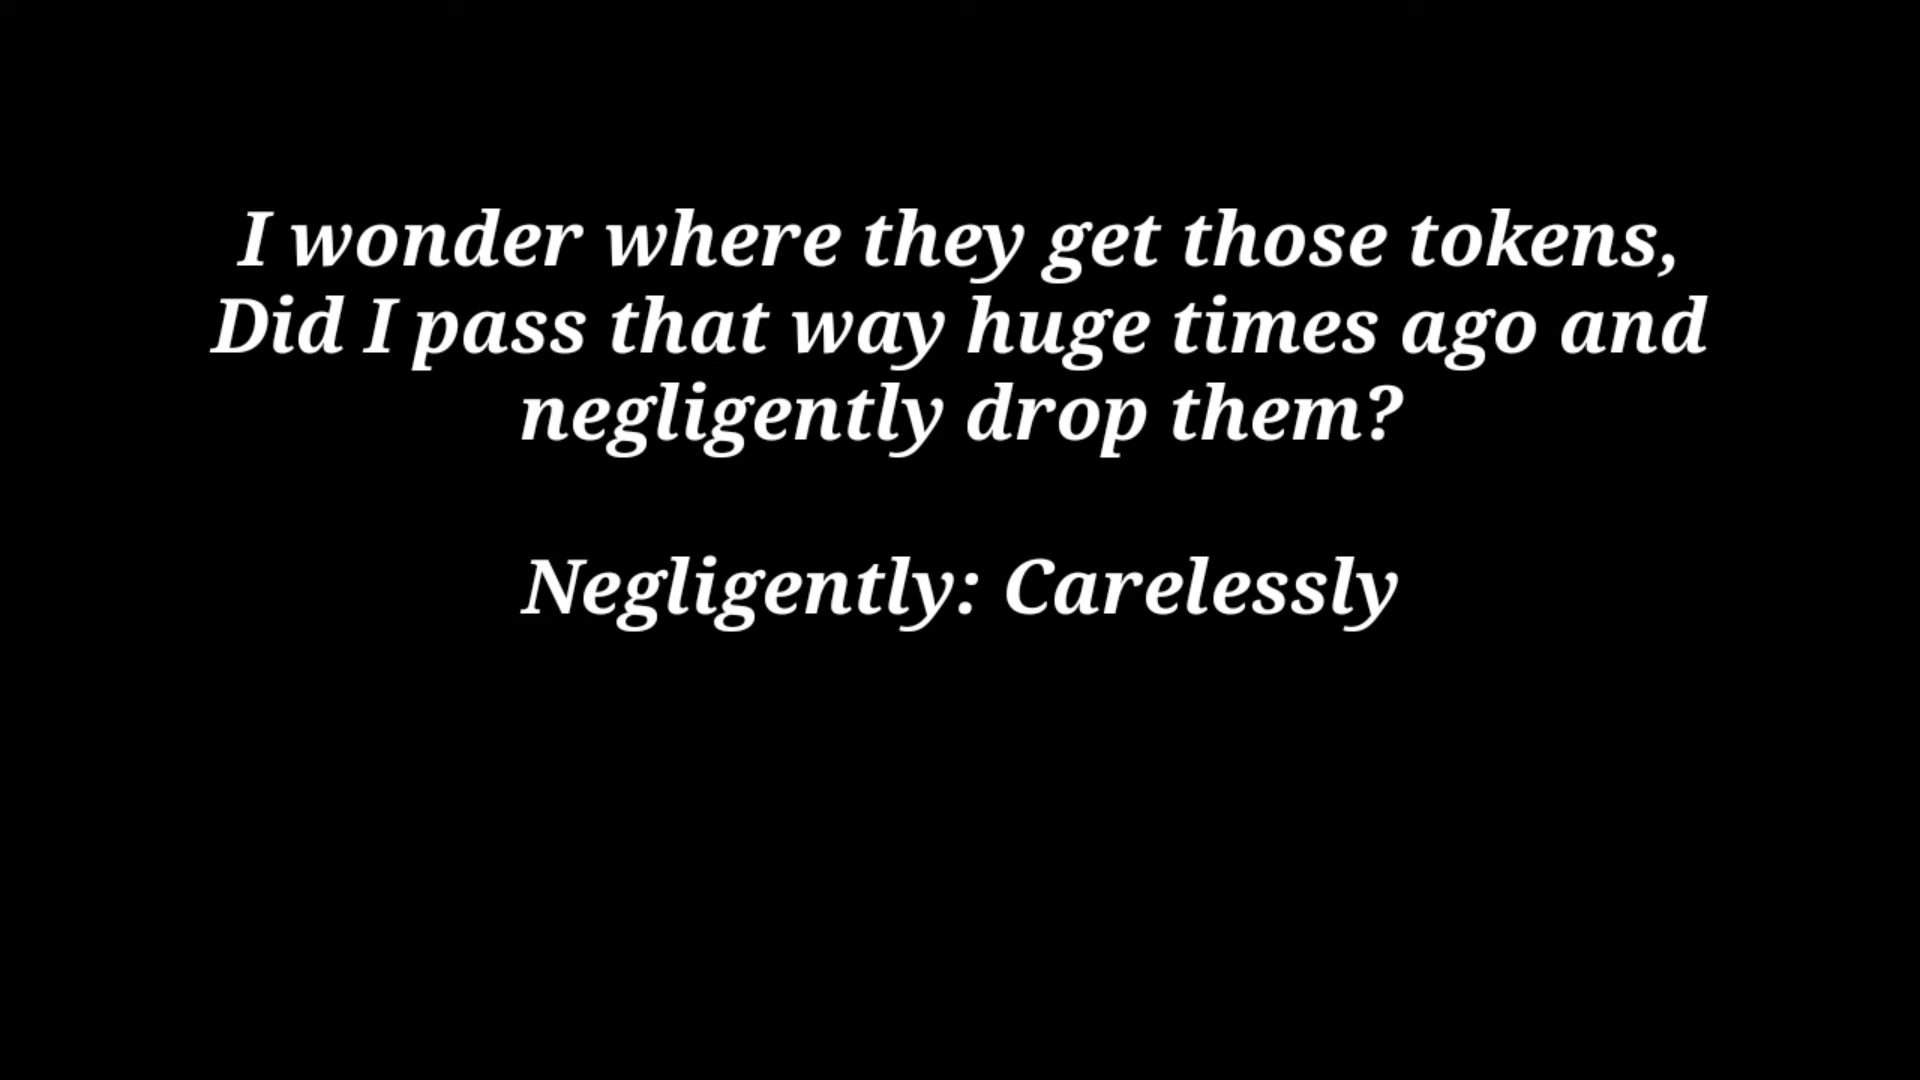 I wonder where they get those tokens,
Did I pass that way huge times ago and
negligently drop them?
Negligently: Carelessly